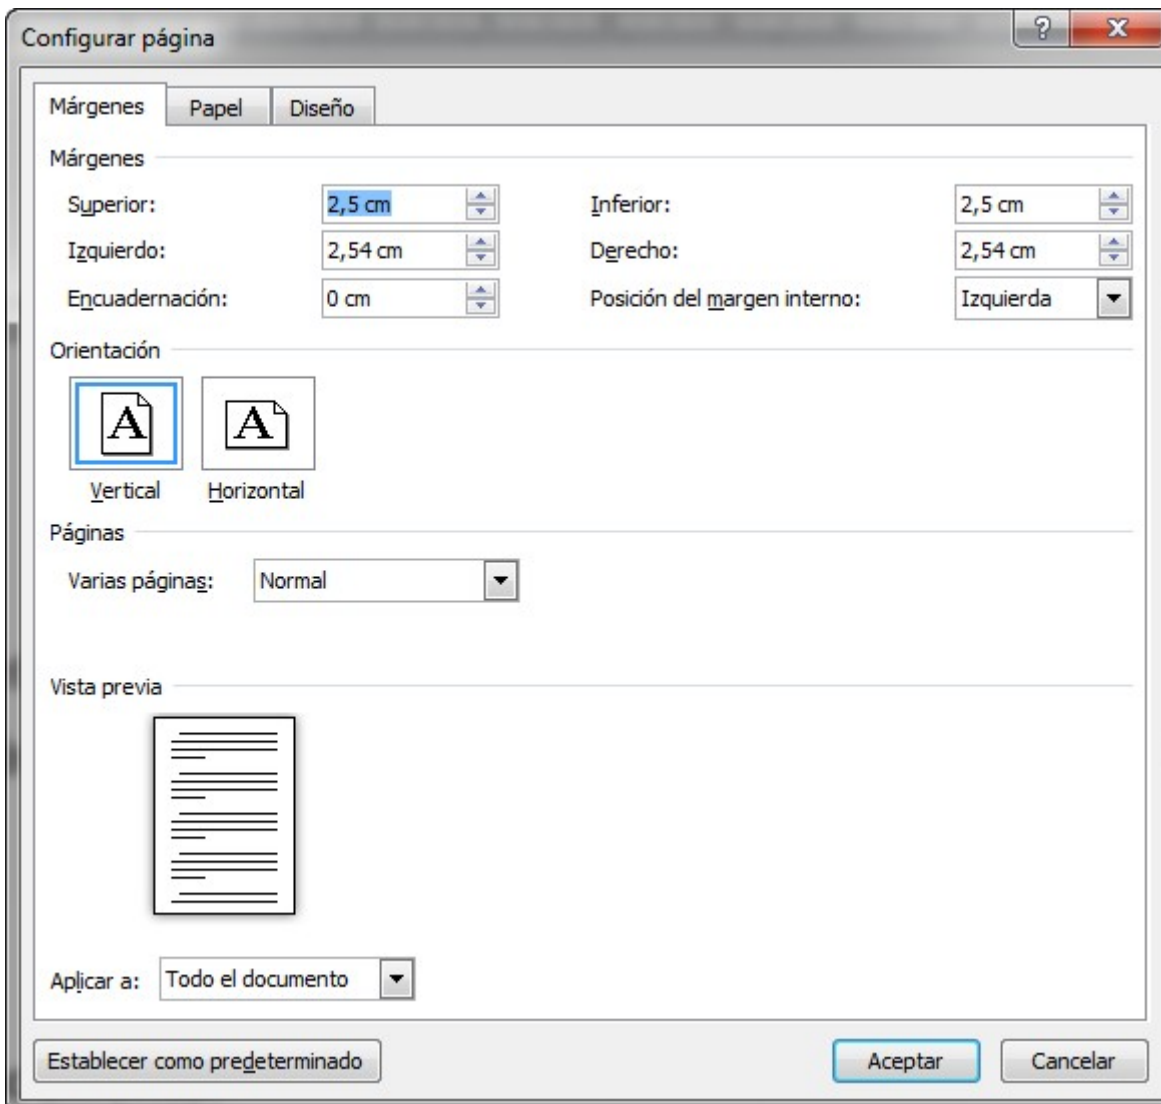 Configurar página
Márgenes Papel Diseño
Márgenes
Superior: 2,5 cm Inferior: 2,5 cm
Izquierdo: 2,54 cm Derecho: 2,54 cm
Encuadernación: 0 cm Posición del margen interno: Izquierda
Orientación
A A
Vertical Horizontal
Páginas
Varias páginas: Normal
Vista previa
Aplicar a: Todo el documento
Establecer como predeterminado Aceptar Cancelar